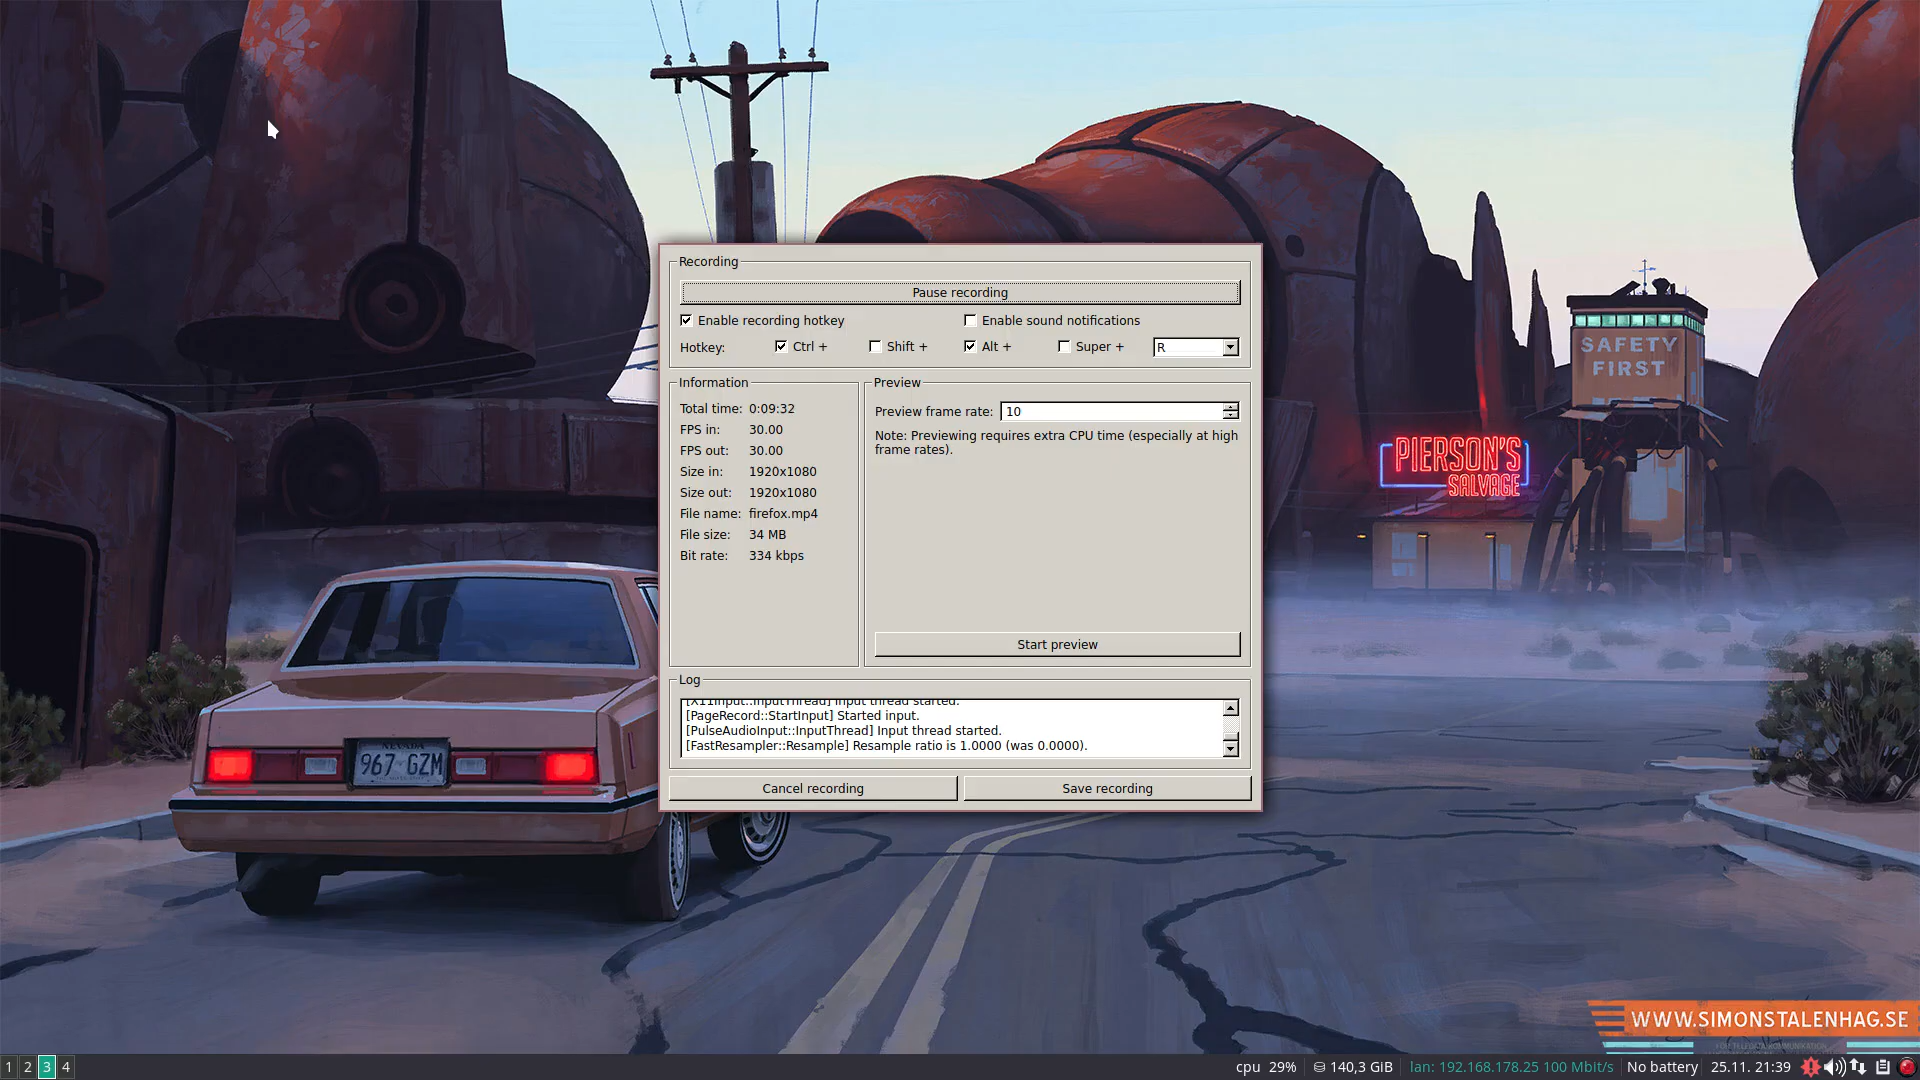 Recording
Pause recording
Enable recording hotkey
Enable sound notifications
Hotkey:
Ctrl +
Shift +
Alt +
Super +
R
Information
Total time: 0:09:32
FPS in: 30.00
FPS out: 30.00
Size in: 1920x1080
Size out: 1920x1080
File name: firefox.mp4
File size: 34 MB
Bit rate: 334 kbps
Preview
Preview frame rate: 10
Note: Previewing requires extra CPU time (especially at high
frame rates).
Start preview
Log
[X11Input::InputThread] Input thread started.
[PageRecord::StartInput] Started input.
[PulseAudioInput::InputThread] Input thread started.
[FastResampler::Resample] Resample ratio is 1.0000 (was 0.0000).
Cancel recording
Save recording
SAFETY
FIRST
PIERSON'S
SALVAGE
NEVADA
967 GZM
WWW.SIMONSTALENHAG.SE
1 2 3 4
cpu 29% 140,3 GiB lan: 192.168.178.25 100 Mbit/s No battery 25.11. 21:39